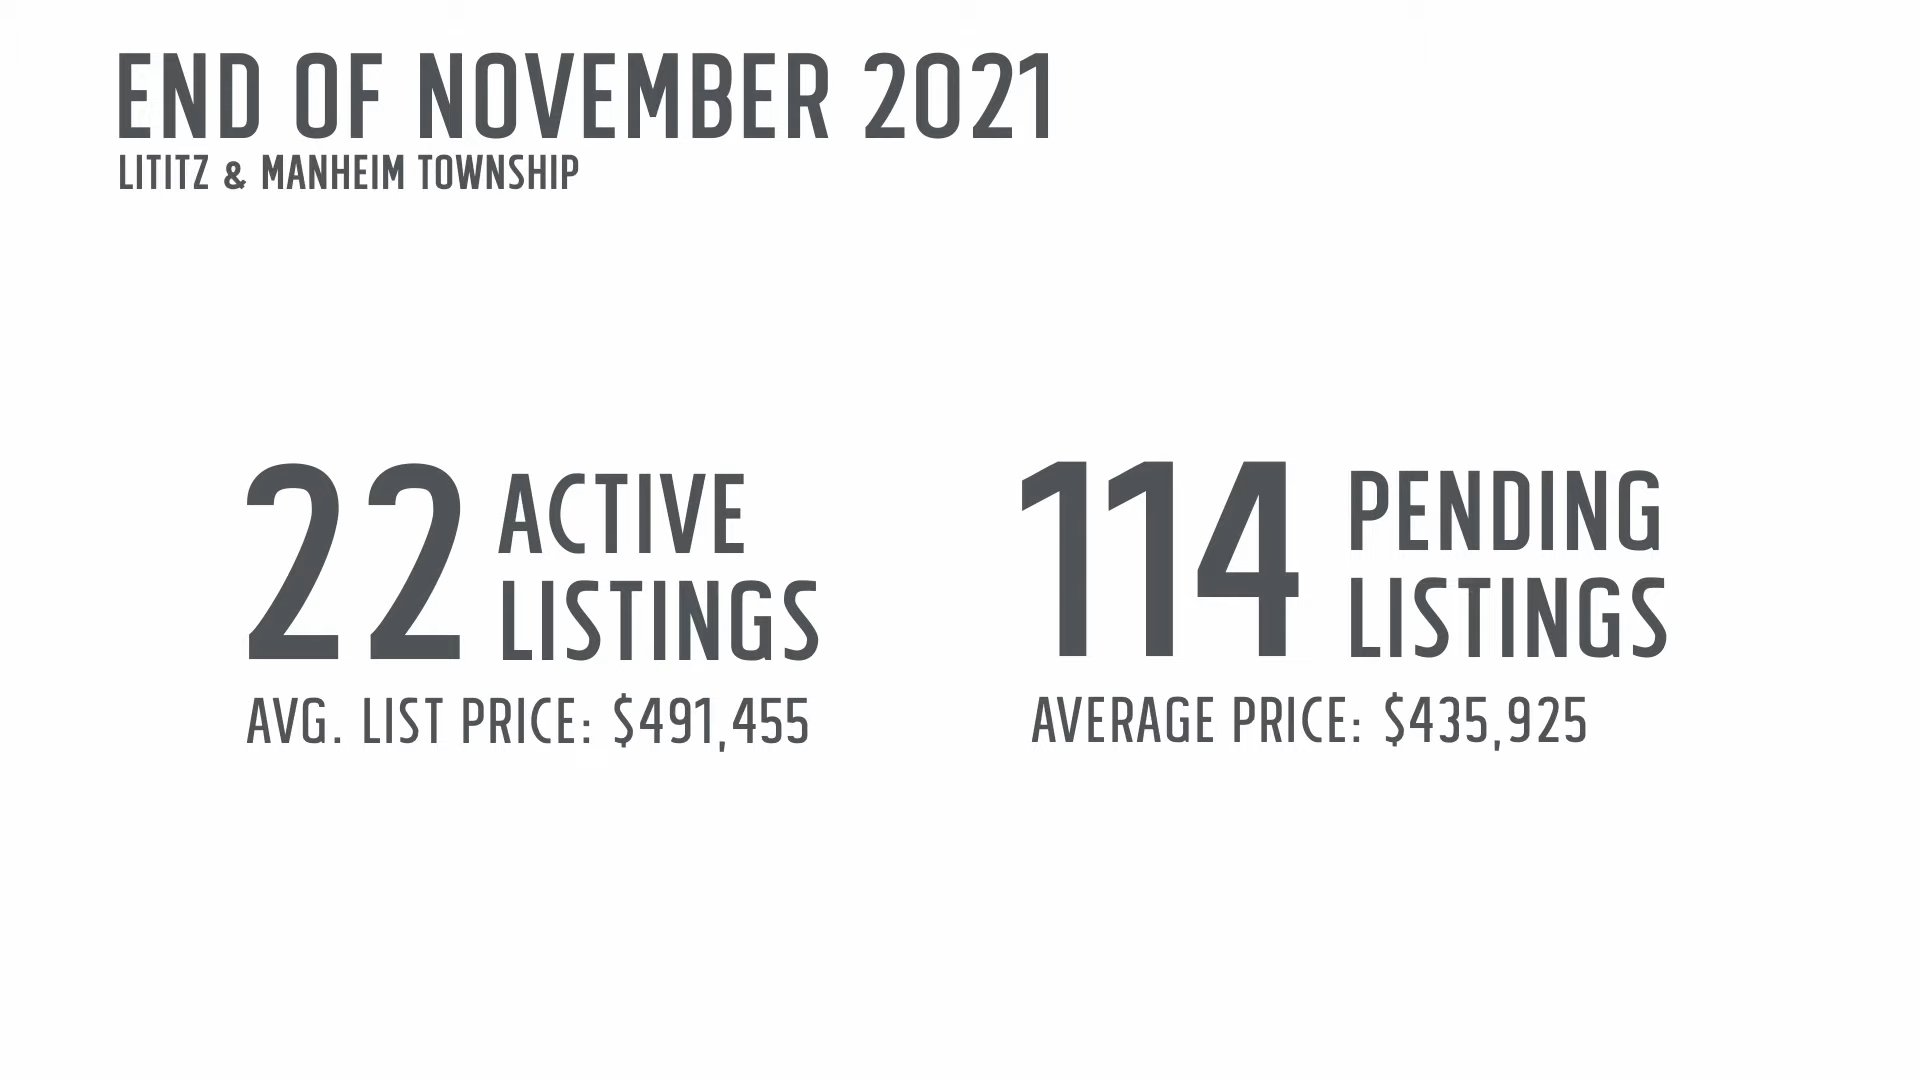 END OF NOVEMBER 2021
LITITZ & MANHEIM TOWNSHIP
22 ACTIVE
LISTINGS
AVG. LIST PRICE: $491,455
114 PENDING
LISTINGS
AVERAGE PRICE: $435,925